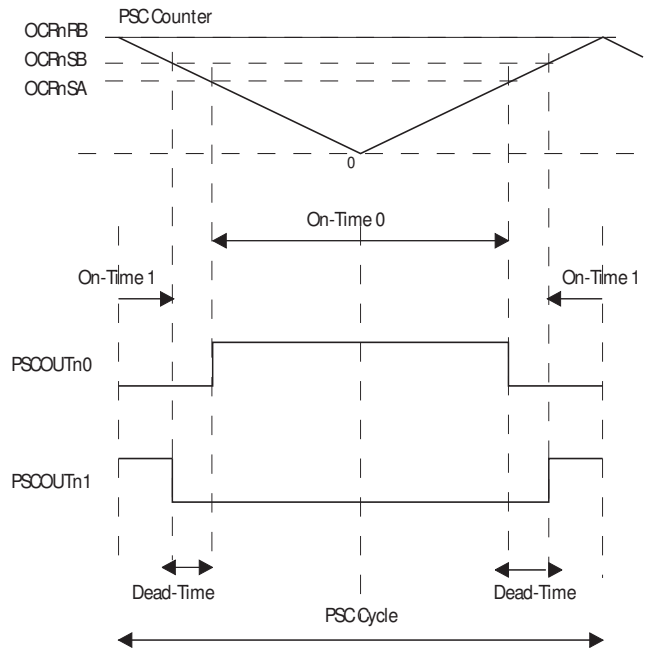 PSC Counter
OCRnRB
OCRnSB
OCRnSA
0
On-Time 0
On-Time 1
On-Time 1
PSCOUTn0
PSCOUTn1
Dead-Time
Dead-Time
PSC Cycle